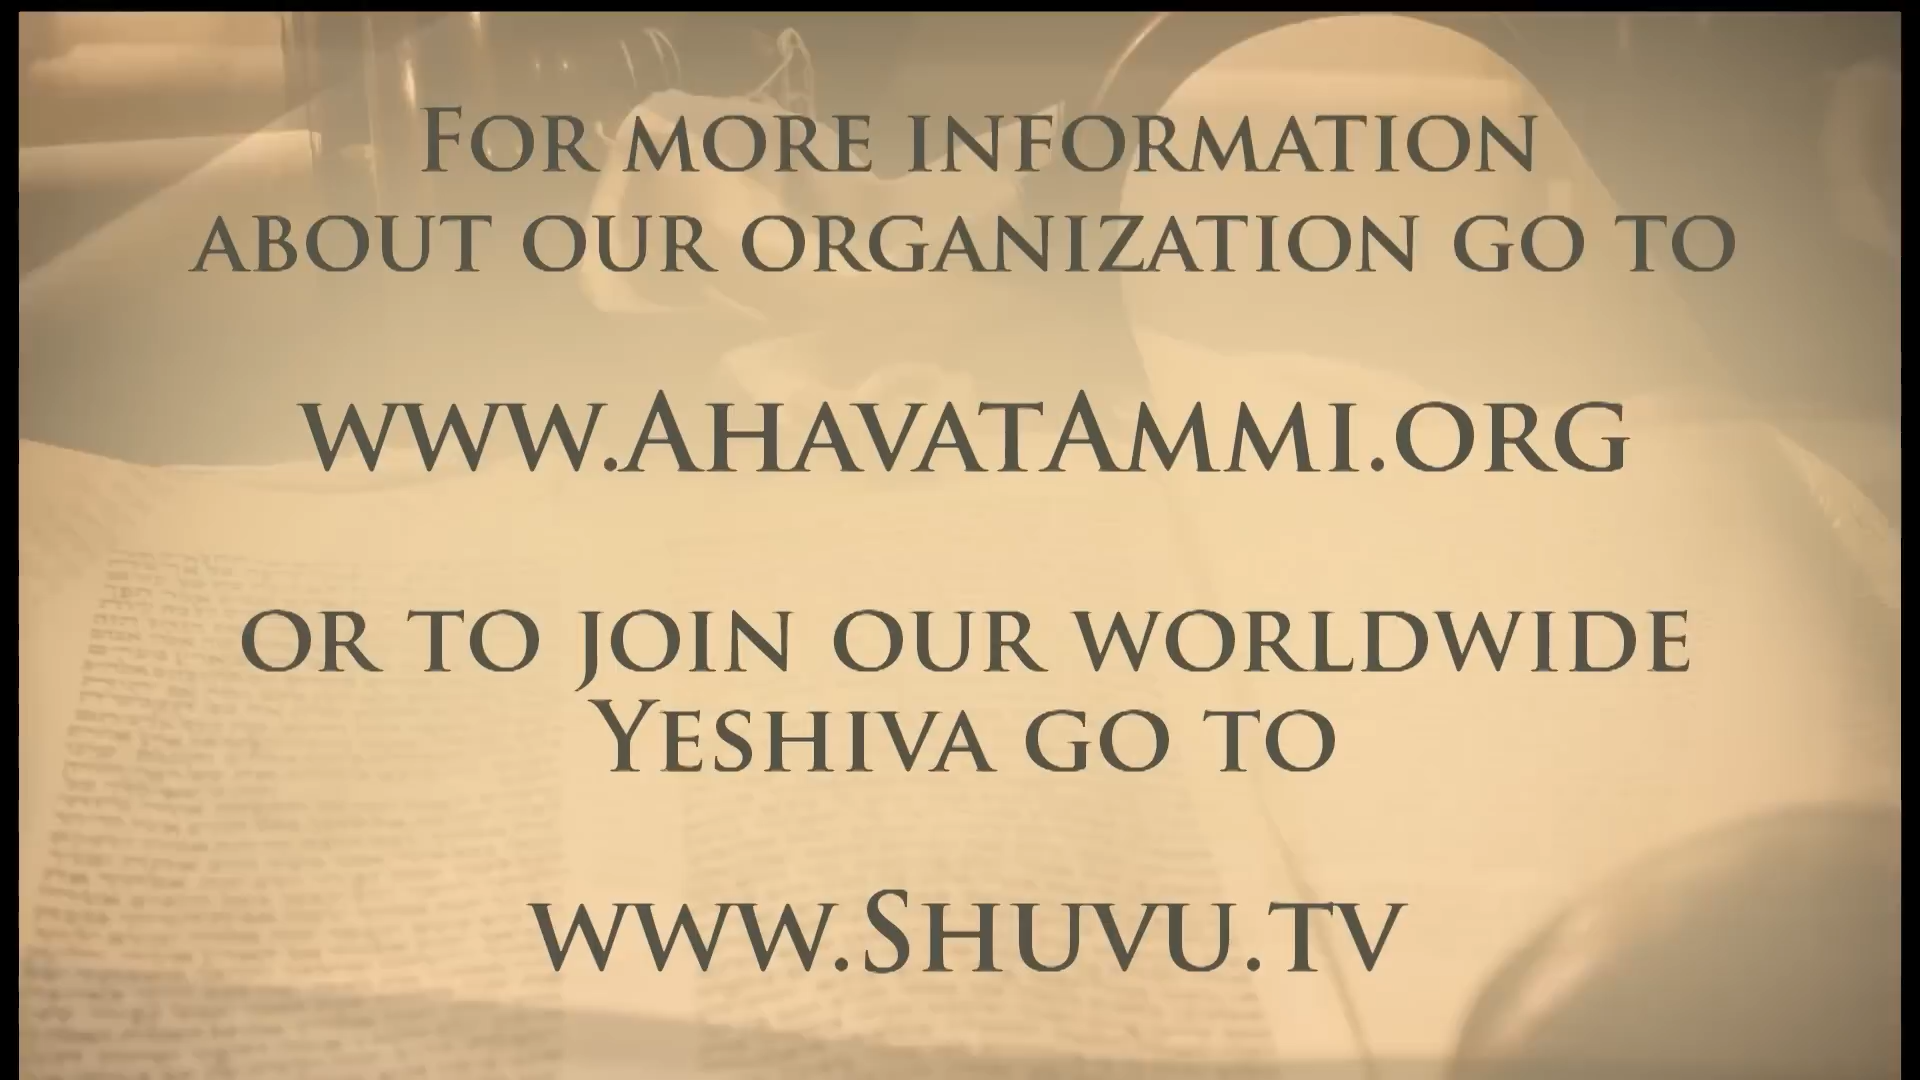 For more information
about our organization go to
www.AhavatAmmi.org
or to join our worldwide
Yeshiva go to
www.Shuvu.tv